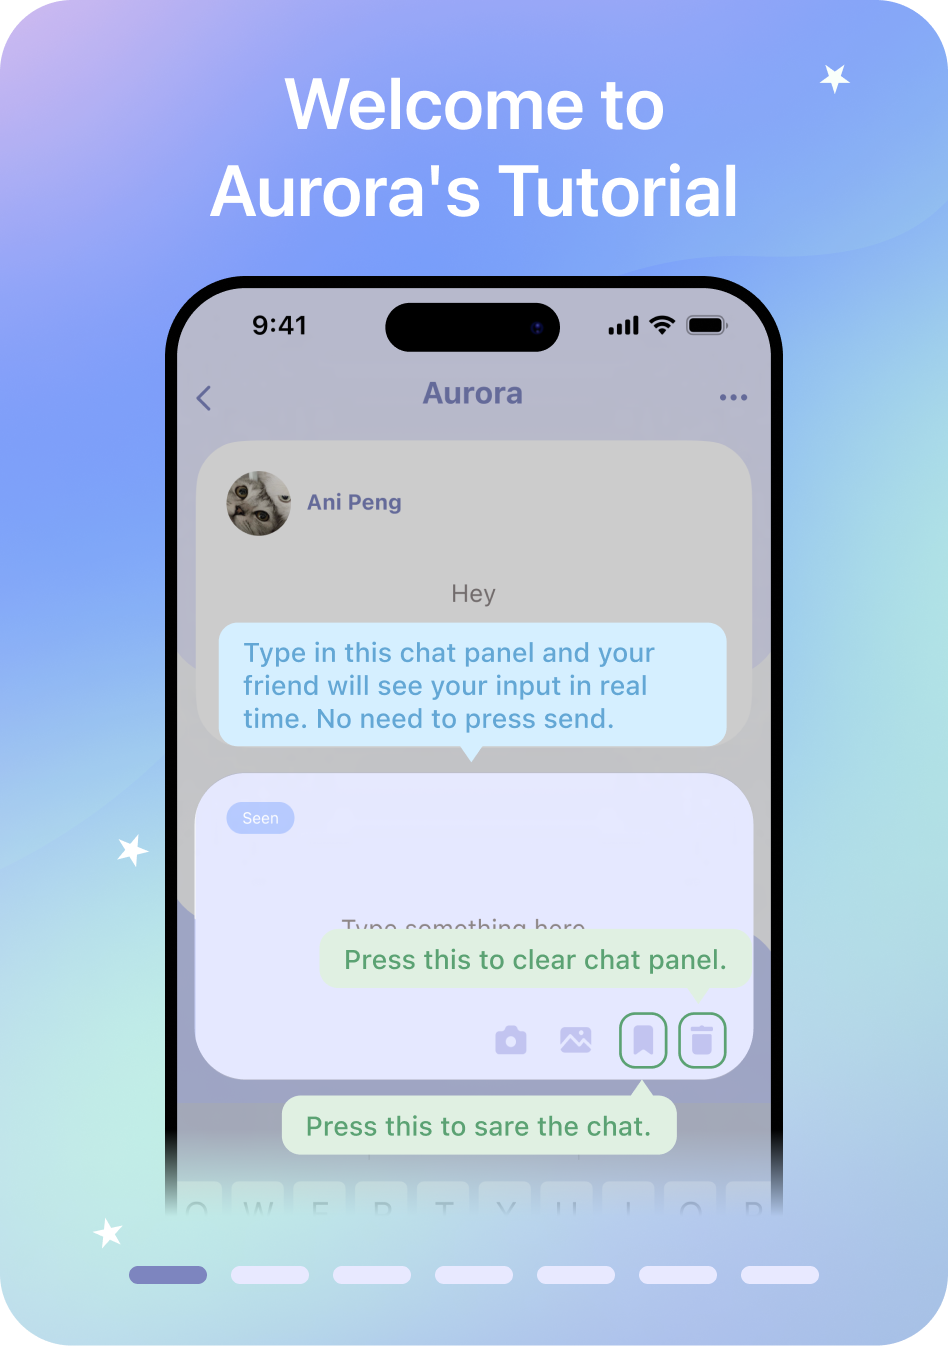 Welcome to
Aurora's Tutorial
9:41
Aurora
Ani Peng
Hey
Type in this chat panel and your
friend will see your input in real
time. No need to press send.
Seen
Type something here
Press this to clear chat panel.
Press this to sare the chat.
Q W E R T Y U I O P